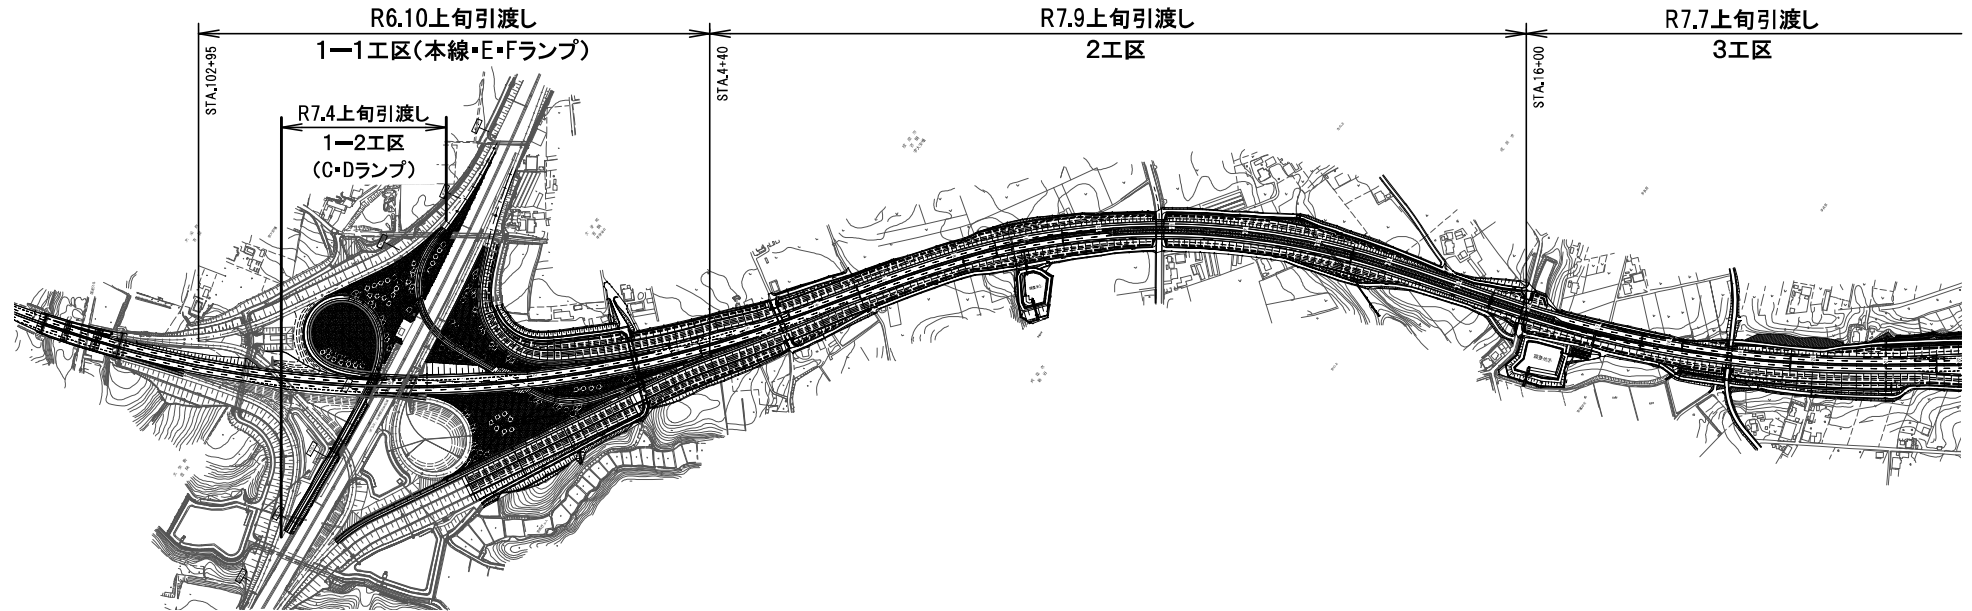 R6.10上旬引渡し
1ー1工区(本線・E・Fランプ)
R7.9上旬引渡し
2工区
R7.7上旬引渡し
3工区
STA.102+95
STA.4+40
STA.16+00
R7.4上旬引渡し
1ー2工区
(C・Dランプ)